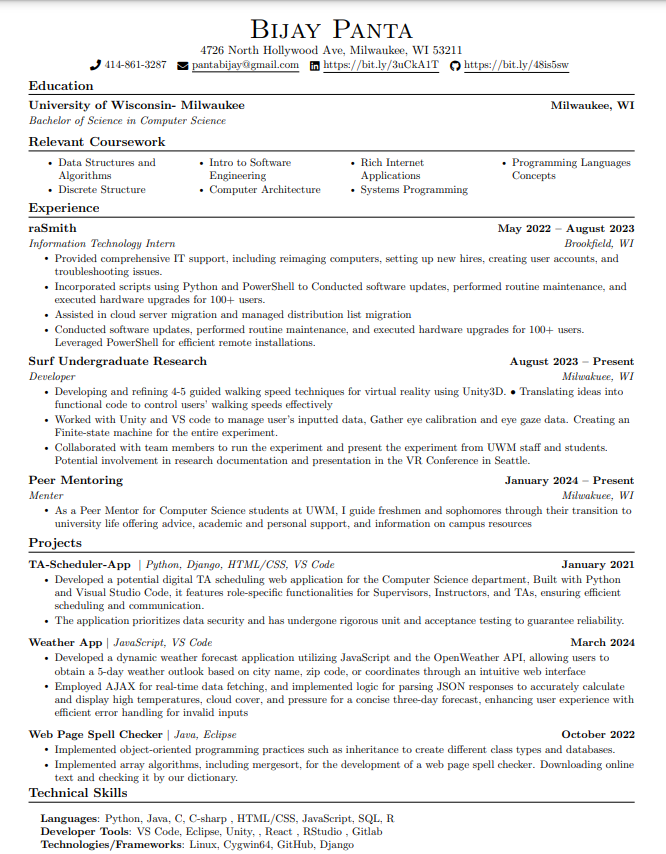 Bijay Panta
4726 North Hollywood Ave, Milwaukee, WI 53211
414-861-3287 pantabijay@gmail.com https://bit.ly/3uCkA1T https://bit.ly/48is5sw
Education
University of Wisconsin- Milwaukee Milwaukee, WI
Bachelor of Science in Computer Science
Relevant Coursework
• Data Structures and Algorithms
• Discrete Structure
• Intro to Software Engineering
• Computer Architecture
• Rich Internet Applications
• Systems Programming
• Programming Languages Concepts
Experience
raSmith May 2022 – August 2023
Information Technology Intern Brookfield, WI
• Provided comprehensive IT support, including reimaging computers, setting up new hires, creating user accounts, and
troubleshooting issues.
• Incorporated scripts using Python and PowerShell to Conducted software updates, performed routine maintenance, and
executed hardware upgrades for 100+ users.
• Assisted in cloud server migration and managed distribution list migration
• Conducted software updates, performed routine maintenance, and executed hardware upgrades for 100+ users.
Leveraged PowerShell for efficient remote installations.
Surf Undergraduate Research August 2023 – Present
Developer Milwakuee, WI
• Developing and refining 4-5 guided walking speed techniques for virtual reality using Unity3D. • Translating ideas into
functional code to control users' walking speeds effectively
• Worked with Unity and VS code to manage user's inputted data, Gather eye calibration and eye gaze data. Creating an
Finite-state machine for the entire experiment.
• Collaborated with team members to run the experiment and present the experiment from UWM staff and students.
Potential involvement in research documentation and presentation in the VR Conference in Seattle.
Peer Mentoring January 2024 – Present
Menter Milwakuee, WI
• As a Peer Mentor for Computer Science students at UWM, I guide freshmen and sophomores through their transition to
university life offering advice, academic and personal support, and information on campus resources
Projects
TA-Scheduler-App | Python, Django, HTML/CSS, VS Code January 2021
• Developed a potential digital TA scheduling web application for the Computer Science department, Built with Python
and Visual Studio Code, it features role-specific functionalities for Supervisors, Instructors, and TAs, ensuring efficient
scheduling and communication.
• The application prioritizes data security and has undergone rigorous unit and acceptance testing to guarantee reliability.
Weather App | JavaScript, VS Code March 2024
• Developed a dynamic weather forecast application utilizing JavaScript and the OpenWeather API, allowing users to
obtain a 5-day weather outlook based on city name, zip code, or coordinates through an intuitive web interface
• Employed AJAX for real-time data fetching, and implemented logic for parsing JSON responses to accurately calculate
and display high temperatures, cloud cover, and pressure for a concise three-day forecast, enhancing user experience with
efficient error handling for invalid inputs
Web Page Spell Checker | Java, Eclipse October 2022
• Implemented object-oriented programming practices such as inheritance to create different class types and databases.
• Implemented array algorithms, including mergesort, for the development of a web page spell checker. Downloading online
text and checking it by our dictionary.
Technical Skills
Languages: Python, Java, C, C-sharp , HTML/CSS, JavaScript, SQL, R
Developer Tools: VS Code, Eclipse, Unity, , React , RStudio , Gitlab
Technologies/Frameworks: Linux, Cygwin64, GitHub, Django